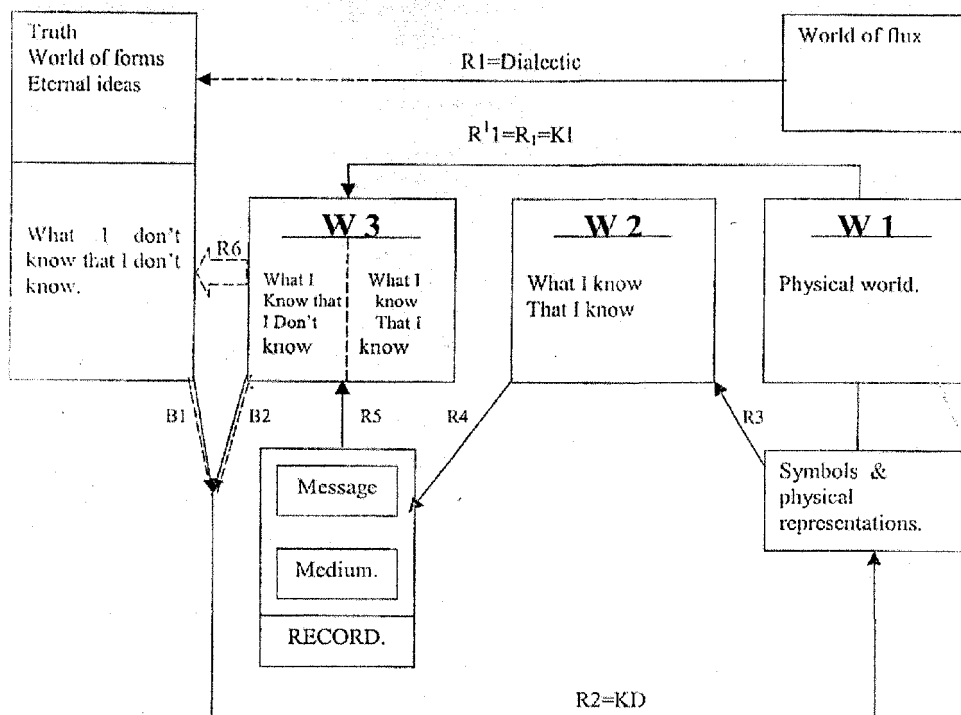 Truth
World of forms
Eternal ideas
World of flux
R1=Dialectic
R¹1=R₁=KI
What I don't
know that I don't
know.
R6
W 3
What I
Know that
I Don't
know
What I
know
That I
know
W 2
What I know
That I know
W 1
Physical world.
B1
B2
R5
R4
R3
Message
Medium.
RECORD.
Symbols &
physical
representations.
R2=KD